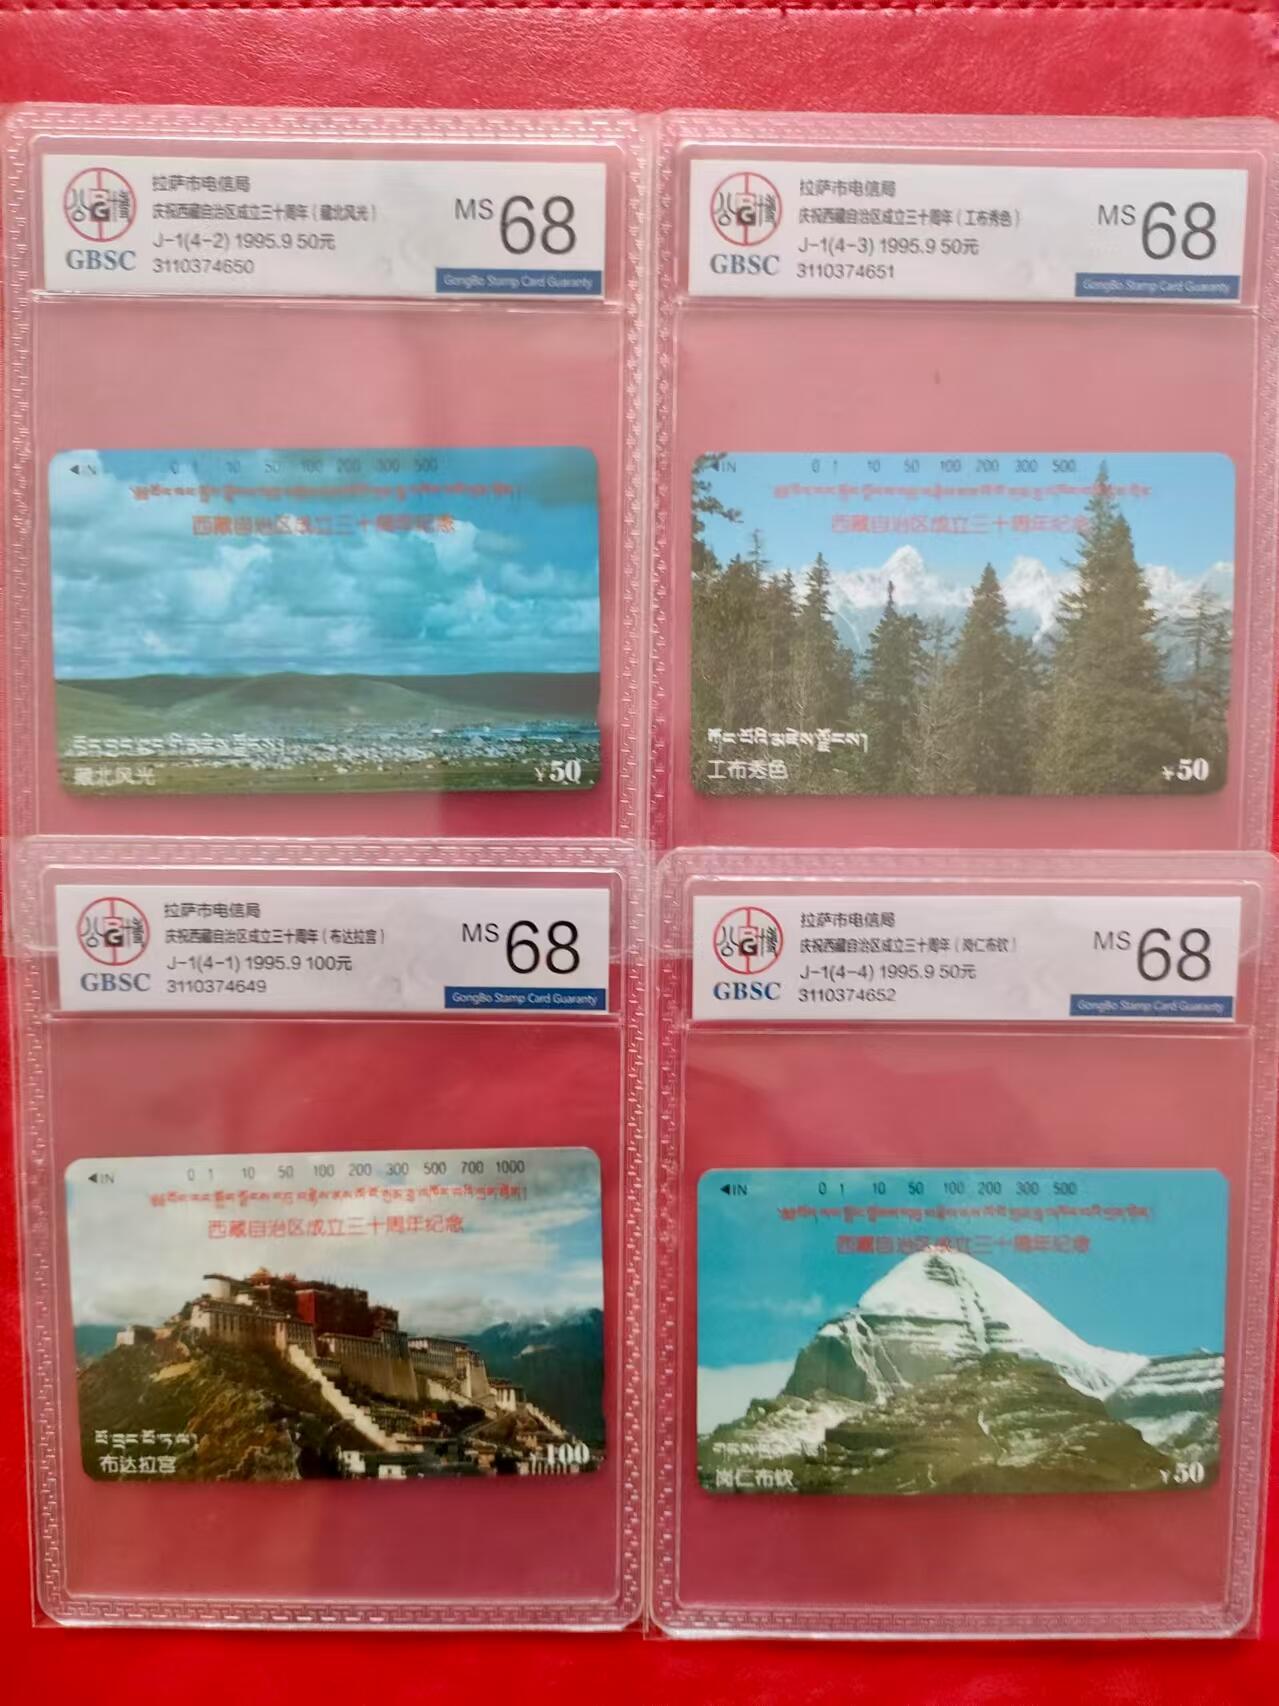 拉萨市电信局
庆祝西藏自治区成立三十周年(藏北风光)
J-1(4-2) 1995.9 50元
3110374650
GBSC
MS 68
GongBo Stamp Card Guaranty
◀IN 0 1 10 50 100 200 300 500
西藏自治区成立三十周年纪念
藏北风光
¥50
拉萨市电信局
庆祝西藏自治区成立三十周年(工布秀色)
J-1(4-3) 1995.9 50元
3110374651
GBSC
MS 68
GongBo Stamp Card Guaranty
◀IN 0 1 10 50 100 200 300 500
西藏自治区成立三十周年纪念
工布秀色
¥50
拉萨市电信局
庆祝西藏自治区成立三十周年(布达拉宫)
J-1(4-1) 1995.9 100元
3110374649
GBSC
MS 68
GongBo Stamp Card Guaranty
◀IN 0 1 10 50 100 200 300 500 700 1000
西藏自治区成立三十周年纪念
布达拉宫
¥100
拉萨市电信局
庆祝西藏自治区成立三十周年(岗仁布钦)
J-1(4-4) 1995.9 50元
3110374652
GBSC
MS 68
GongBo Stamp Card Guaranty
◀IN 0 1 10 50 100 200 300 500
西藏自治区成立三十周年纪念
岗仁布钦
¥50